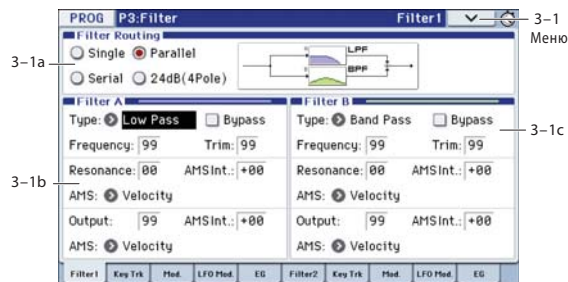 PROG P3:Filter Filter1
3–1
Меню
Filter Routing
3–1a
Single Parallel
Serial 24dB(4Pole)
LPF
BPF
Filter A Filter B
Type: Low Pass Bypass Type: Band Pass Bypass
3–1c
Frequency: 99 Trim: 99 Frequency: 99 Trim: 99
Resonance: 00 AMS Int.: +00 Resonance: 00 AMS Int.: +00
3–1b
AMS: Velocity AMS: Velocity
Output: 99 AMS Int.: +00 Output: 99 AMS Int.: +00
AMS: Velocity AMS: Velocity
Filter1 Key Trk Mod. LFO Mod. EG Filter2 Key Trk Mod. LFO Mod. EG